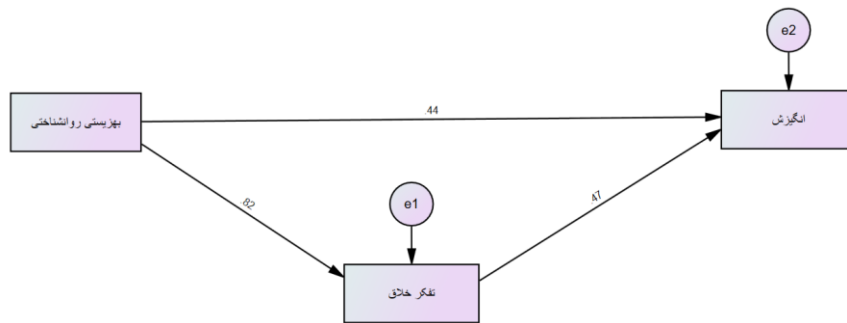 e2
انگیزش
.44
بهزیستی روانشناختی
.82
e1
.47
تفکر خلاق